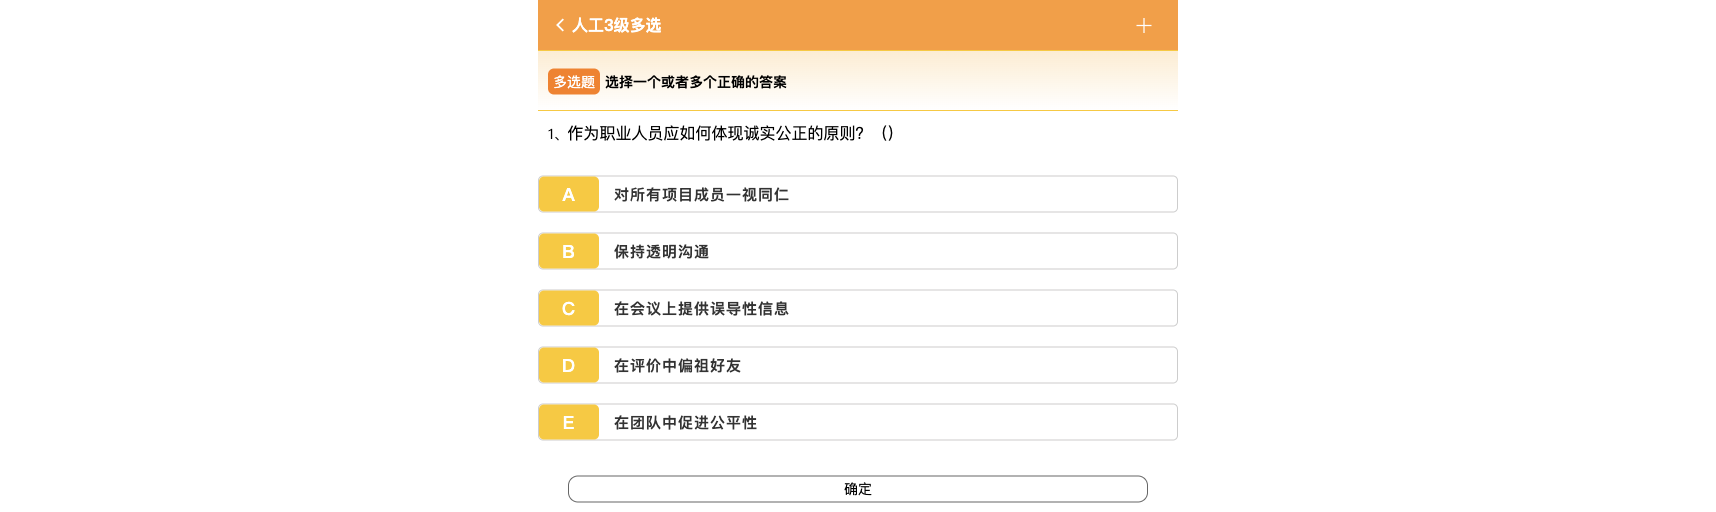 人工3级多选
多选题 选择一个或者多个正确的答案
1、作为职业人员应如何体现诚实公正的原则？（）
A 对所有项目成员一视同仁
B 保持透明沟通
C 在会议上提供误导性信息
D 在评价中偏祖好友
E 在团队中促进公平性
确定